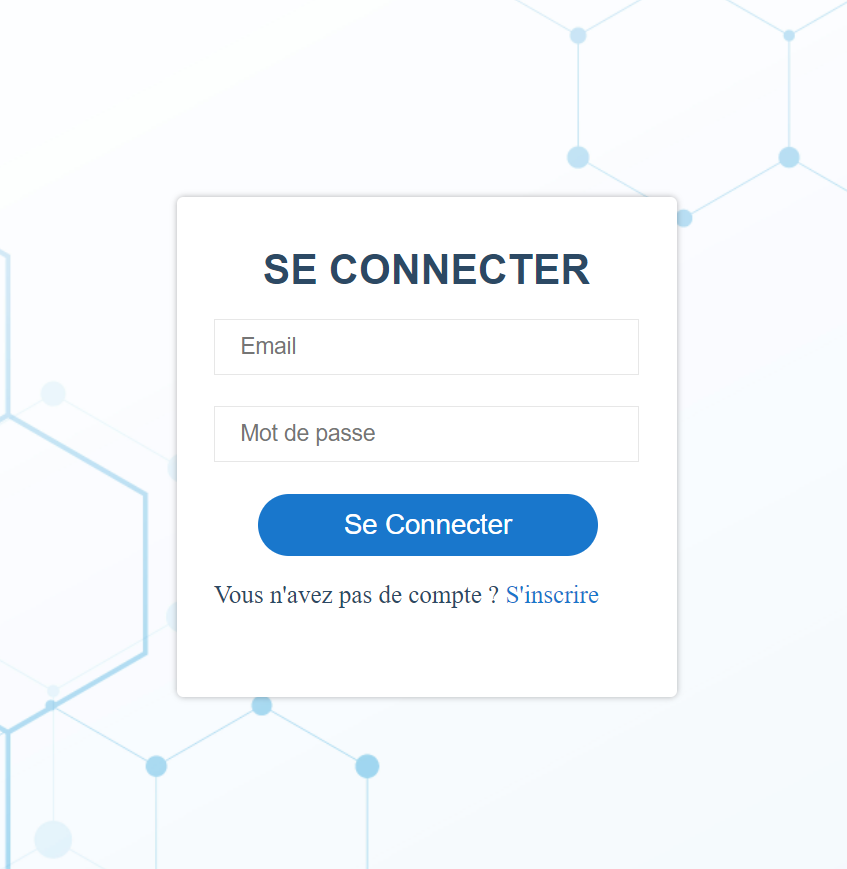 SE CONNECTER
Email
Mot de passe
Se Connecter
Vous n'avez pas de compte ? S'inscrire